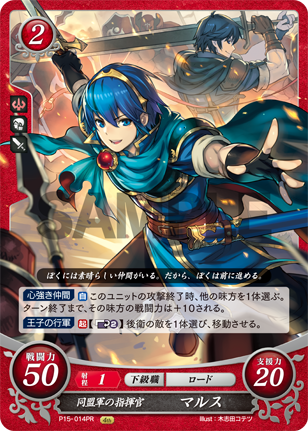 2
SAMPLE
ぼくには素晴らしい仲間がいる。だから、ぼくは前に進める。
心強き仲間 自 このユニットの攻撃終了時、他の味方を1体選ぶ。
ターン終了まで、その味方の戦闘力は+10される。
王子の行軍 起 【 】 後衛の敵を1体選び、移動させる。
戦闘力
50
射程 1 下級職 ロード
支援力
20
同盟軍の指揮官 マルス
P15-014PR Illust：木志田コテツ